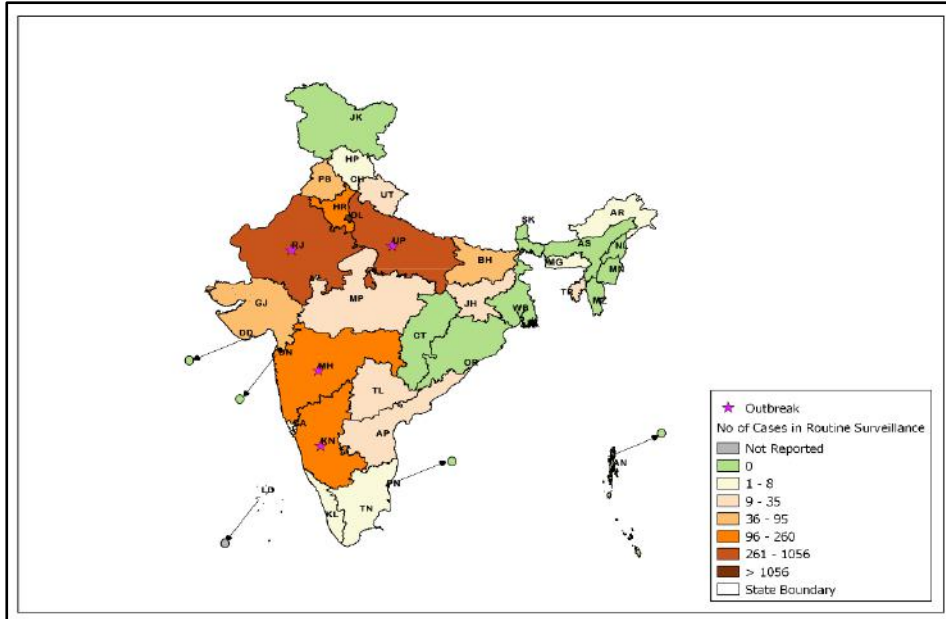 JK
HP
PB
CH
UT
HR
DL
AR
SK
RJ
UP
AS
NL
BH
MG
MN
GJ
MP
JH
TR
MZ
WB
CT
DD
DN
OR
MH
TL
GA
KN
AP
AN
PN
LD
KL
TN
Outbreak
No of Cases in Routine Surveillance
Not Reported
0
1 - 8
9 - 35
36 - 95
96 - 260
261 - 1056
> 1056
State Boundary